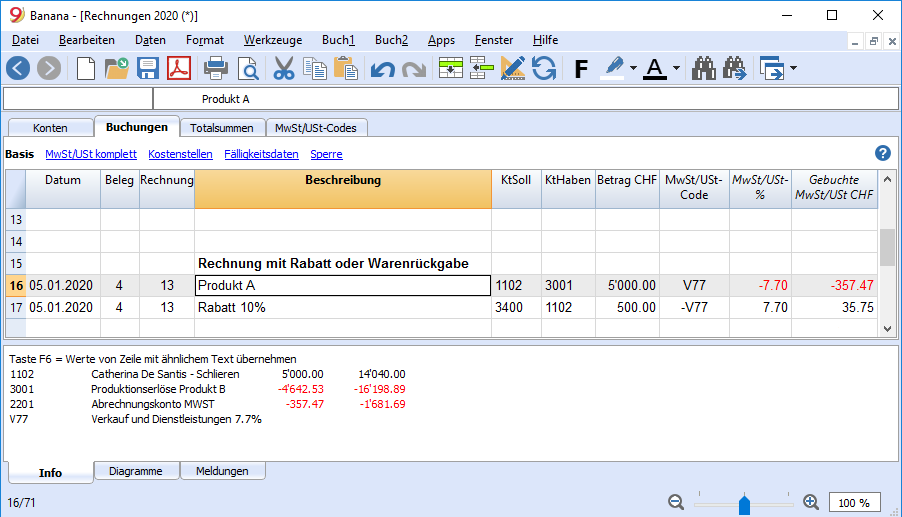 Banana - [Rechnungen 2020 (*)]
Datei Bearbeiten Daten Format Werkzeuge Buch1 Buch2 Apps Fenster Hilfe
F A
Produkt A
Konten Buchungen Totalsummen MwSt/USt-Codes
Basis MwSt/USt komplett Kostenstellen Fälligkeitsdaten Sperre ?
Datum Beleg Rechnung Beschreibung KtSoll KtHaben Betrag CHF MwSt/USt-Code MwSt/USt-% Gebuchte MwSt/USt CHF
13
14
15 Rechnung mit Rabatt oder Warenrückgabe
16 05.01.2020 4 13 Produkt A 1102 3001 5'000.00 V77 -7.70 -357.47
17 05.01.2020 4 13 Rabatt 10% 3400 1102 500.00 -V77 7.70 35.75
Taste F6 = Werte von Zeile mit ähnlichem Text übernehmen
1102 Catherina De Santis - Schlieren 5'000.00 14'040.00
3001 Produktionserlöse Produkt B -4'642.53 -16'198.89
2201 Abrechnungskonto MWST -357.47 -1'681.69
V77 Verkauf und Dienstleistungen 7.7%
Info Diagramme Meldungen
16/71 100 %